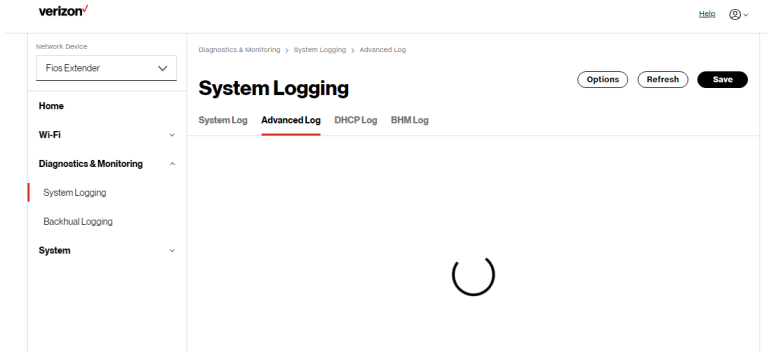 verizon
Help
Network Device
Fios Extender
Home
Wi-Fi
Diagnostics & Monitoring
System Logging
Backhual Logging
System
Diagnostics & Monitoring > System Logging > Advanced Log
System Logging
Options Refresh Save
System Log Advanced Log DHCP Log BHM Log